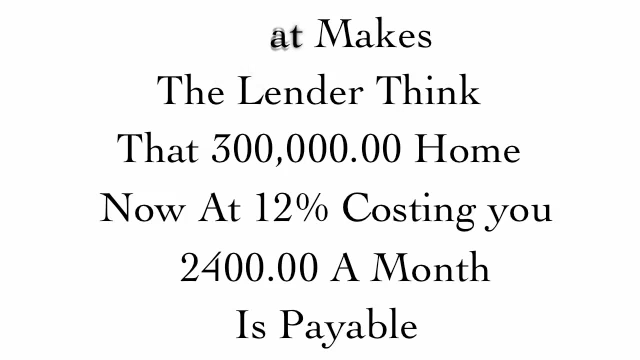 at Makes
The Lender Think
That 300,000.00 Home
Now At 12% Costing you
2400.00 A Month
Is Payable